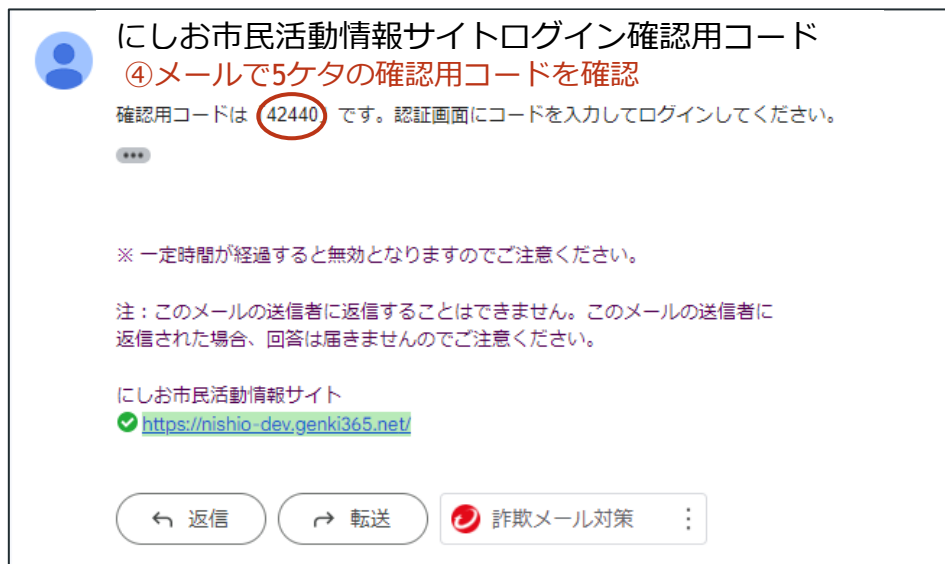 にしお市民活動情報サイトログイン確認用コード
④メールで5ケタの確認用コードを確認
確認用コードは 42440 です。認証画面にコードを入力してログインしてください。
※ 一定時間が経過すると無効となりますのでご注意ください。
注：このメールの送信者に返信することはできません。このメールの送信者に
返信された場合、回答は届きませんのでご注意ください。
にしお市民活動情報サイト
https://nishio-dev.genki365.net/
返信 転送 詐欺メール対策